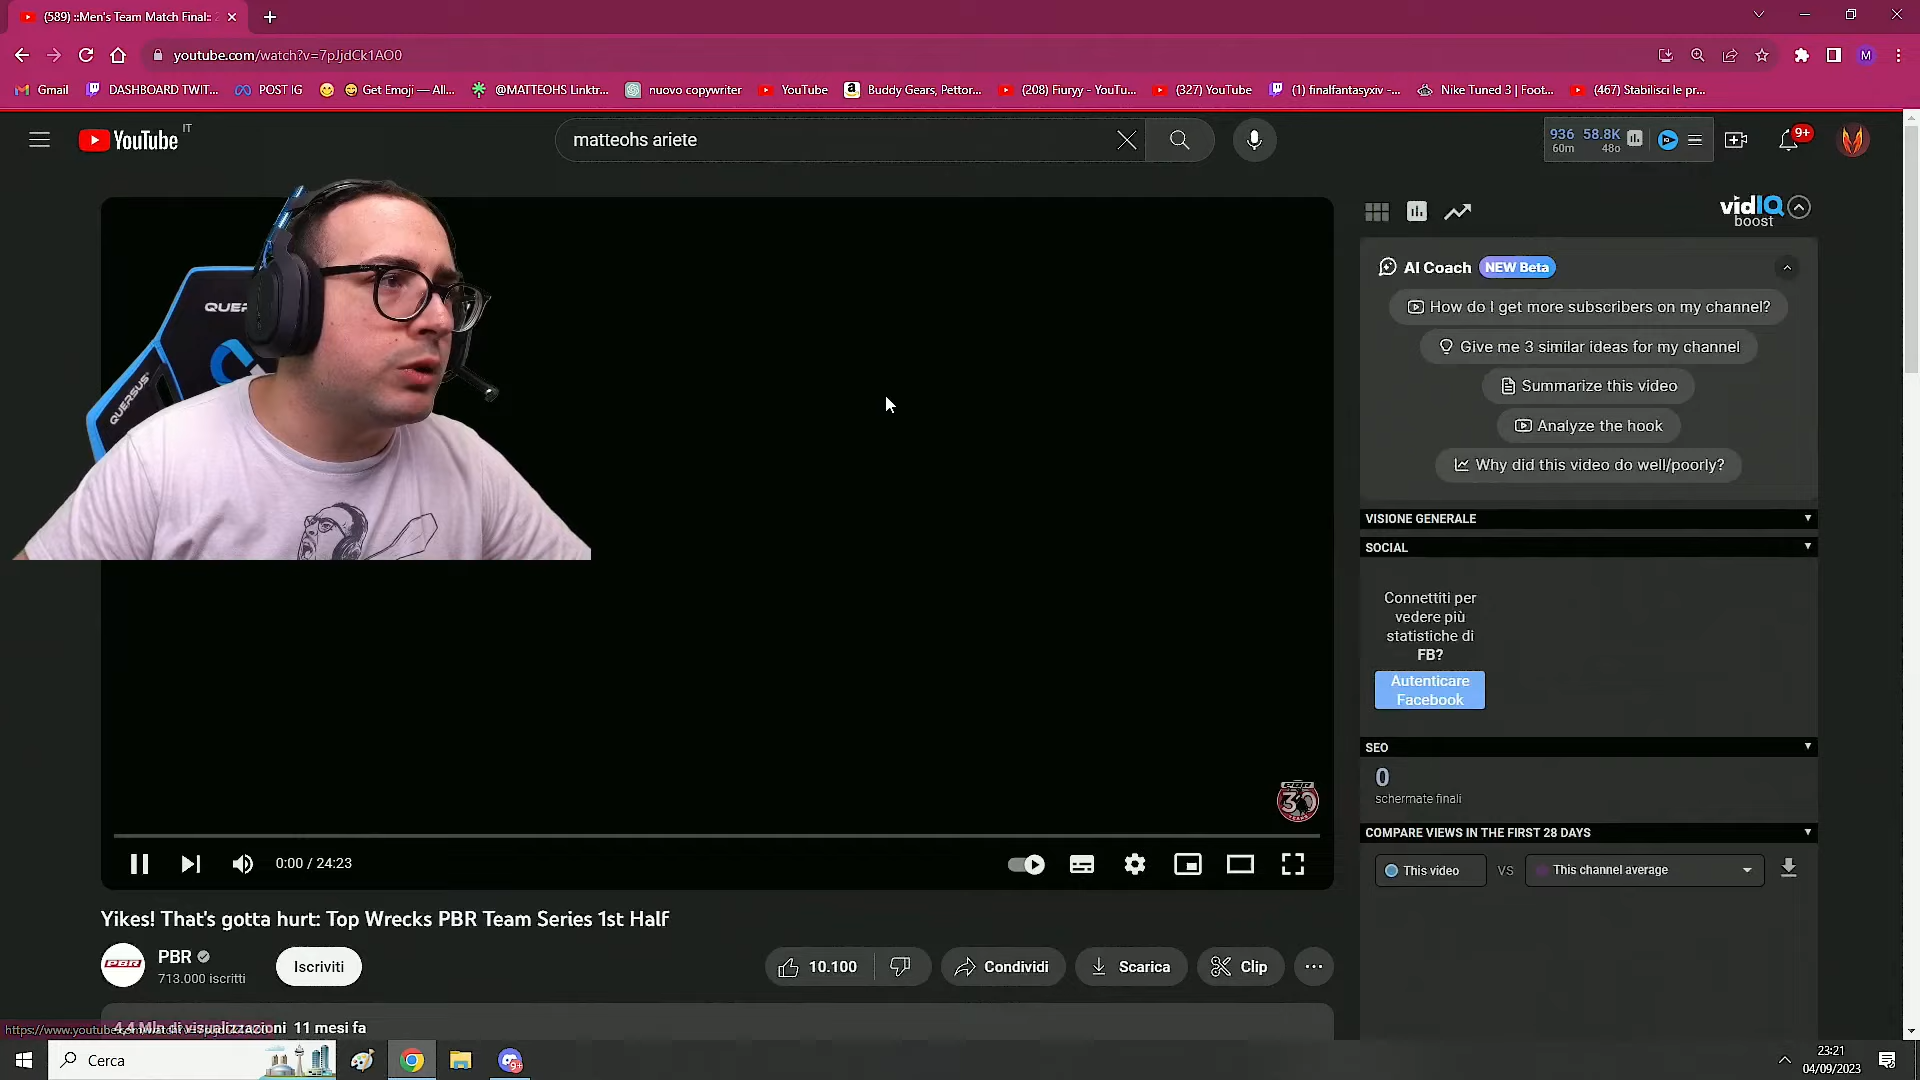 (589) ::Men's Team Match Final::
youtube.com/watch?v=7pJjdCk1AO0
M
Gmail
DASHBOARD TWIT...
POST IG
Get Emoji — All...
@MATTEOHS Linktr...
nuovo copywriter
YouTube
Buddy Gears, Pettor...
(208) Fiuryy - YouTu...
(327) YouTube
(1) finalfantasyxiv -...
Nike Tuned 3 | Foot...
(467) Stabilisci le pr...
YouTube IT
matteohs ariete
936 58.8K
60m 48o
9+
vidIQ
boost
AI Coach NEW Beta
How do I get more subscribers on my channel?
Give me 3 similar ideas for my channel
Summarize this video
Analyze the hook
Why did this video do well/poorly?
QUER
QUERSUS
VISIONE GENERALE
SOCIAL
Connettiti per
vedere più
statistiche di
FB?
Autenticare
Facebook
SEO
0
schermate finali
COMPARE VIEWS IN THE FIRST 28 DAYS
This video VS This channel average
PBR
30
0:00 / 24:23
Yikes! That's gotta hurt: Top Wrecks PBR Team Series 1st Half
PBR
PBR
713.000 iscritti
Iscriviti
10.100
Condividi
Scarica
Clip
4,4 Mln di visualizzazioni 11 mesi fa
Cerca
9+
23:21
04/09/2023